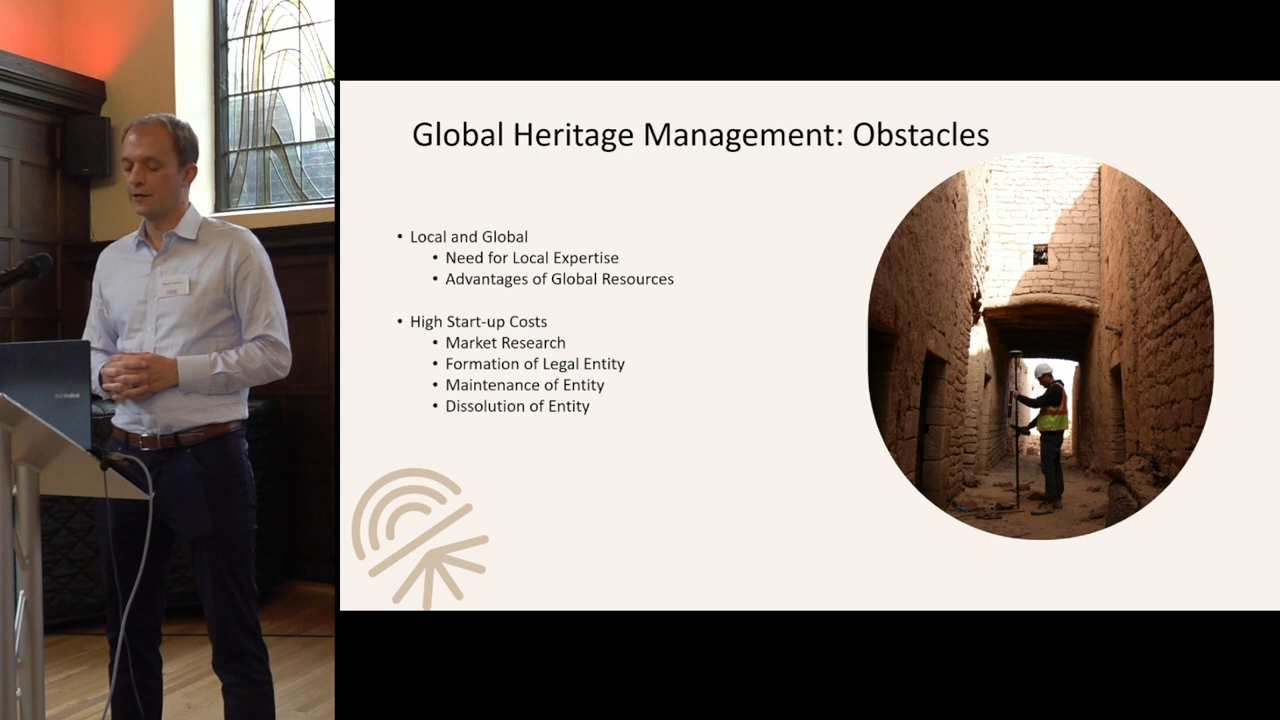 Global Heritage Management: Obstacles
• Local and Global
• Need for Local Expertise
• Advantages of Global Resources
• High Start-up Costs
• Market Research
• Formation of Legal Entity
• Maintenance of Entity
• Dissolution of Entity